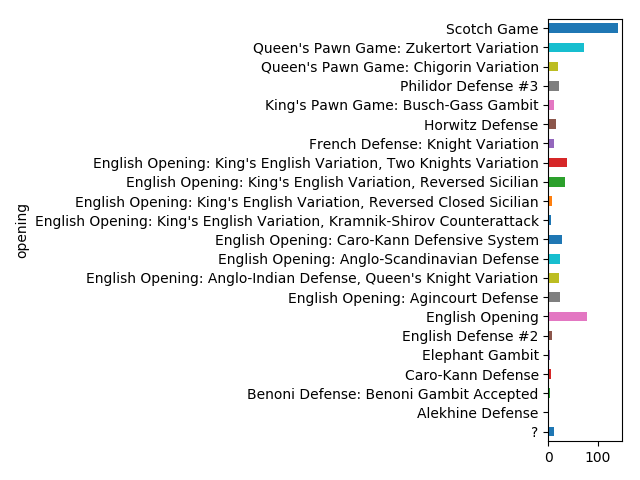 Scotch Game
Queen's Pawn Game: Zukertort Variation
Queen's Pawn Game: Chigorin Variation
Philidor Defense #3
King's Pawn Game: Busch-Gass Gambit
Horwitz Defense
French Defense: Knight Variation
English Opening: King's English Variation, Two Knights Variation
English Opening: King's English Variation, Reversed Sicilian
English Opening: King's English Variation, Reversed Closed Sicilian
English Opening: King's English Variation, Kramnik-Shirov Counterattack
English Opening: Caro-Kann Defensive System
English Opening: Anglo-Scandinavian Defense
English Opening: Anglo-Indian Defense, Queen's Knight Variation
English Opening: Agincourt Defense
English Opening
English Defense #2
Elephant Gambit
Caro-Kann Defense
Benoni Defense: Benoni Gambit Accepted
Alekhine Defense
?
opening
0 100